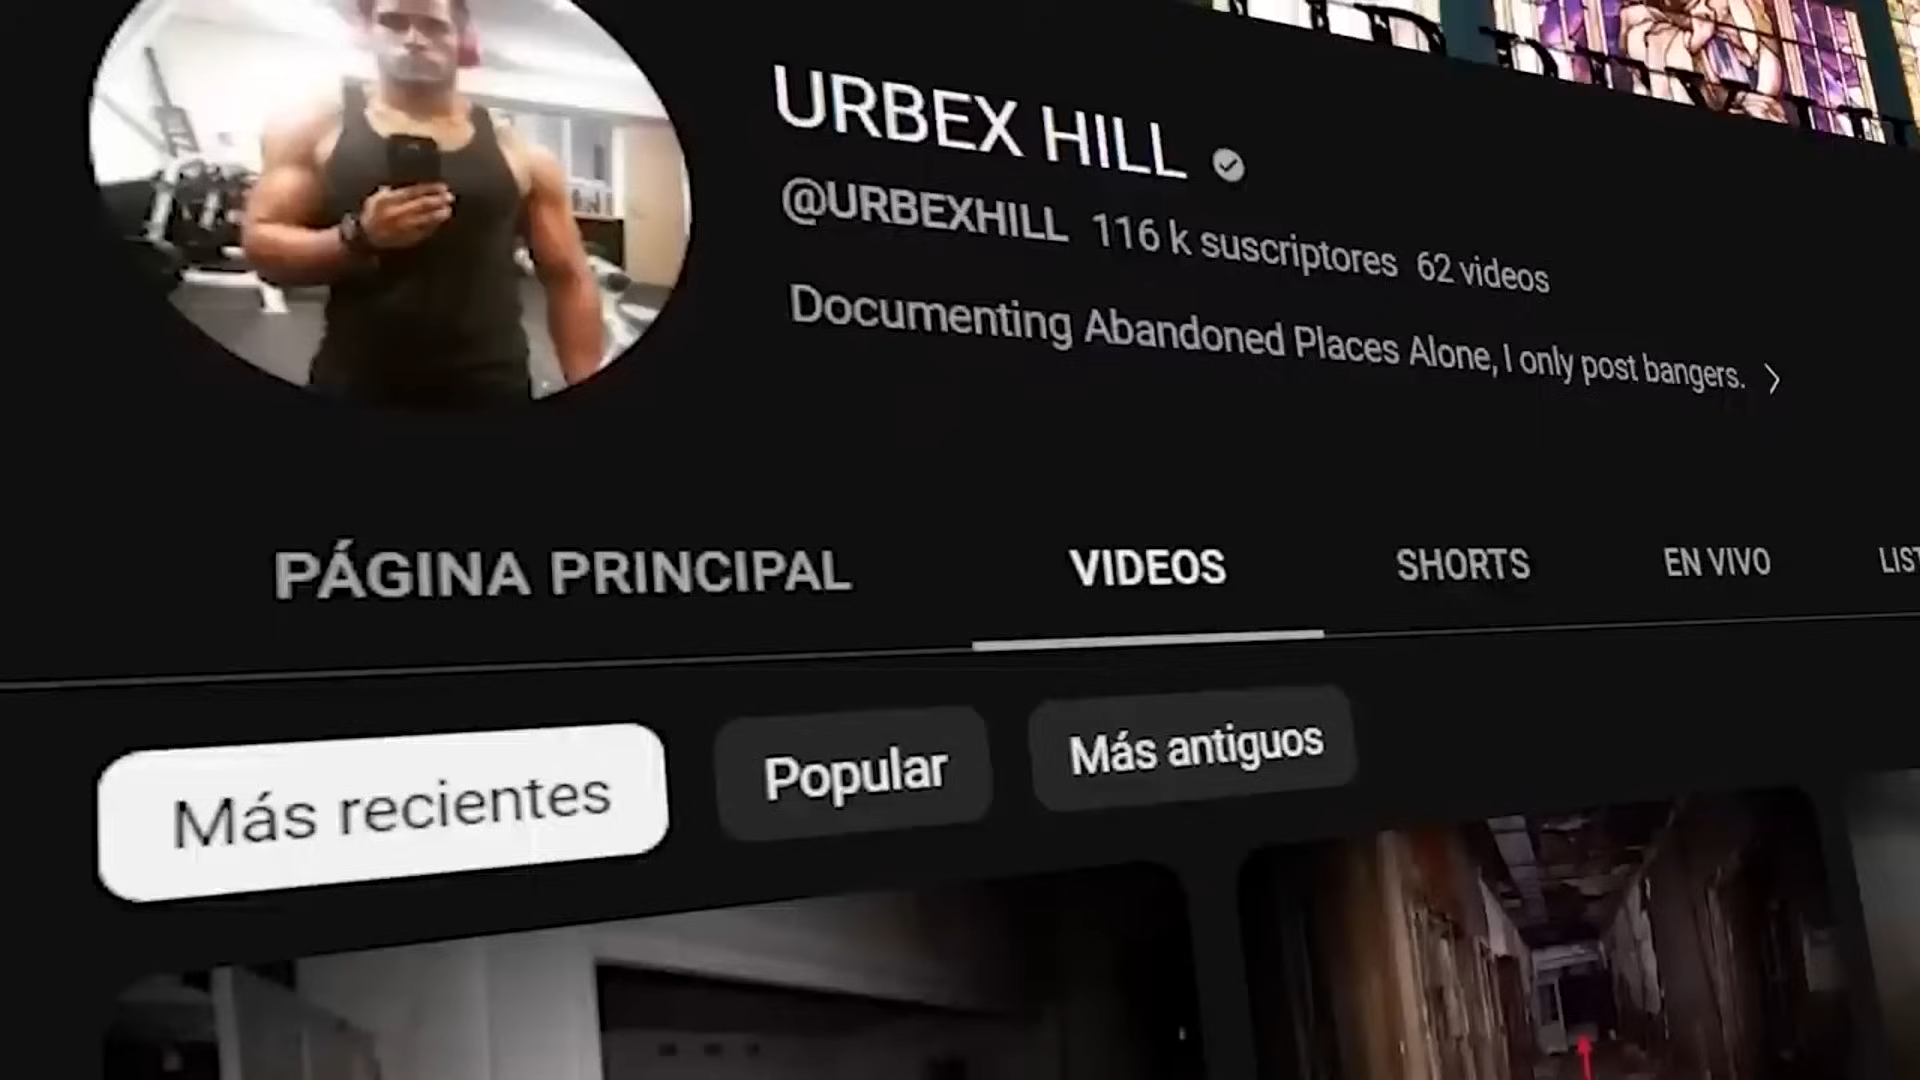 URBEX HILL
@URBEXHILL 116 k suscriptores 62 videos
Documenting Abandoned Places Alone, I only post bangers.
PÁGINA PRINCIPAL VIDEOS SHORTS EN VIVO
Más recientes Popular Más antiguos